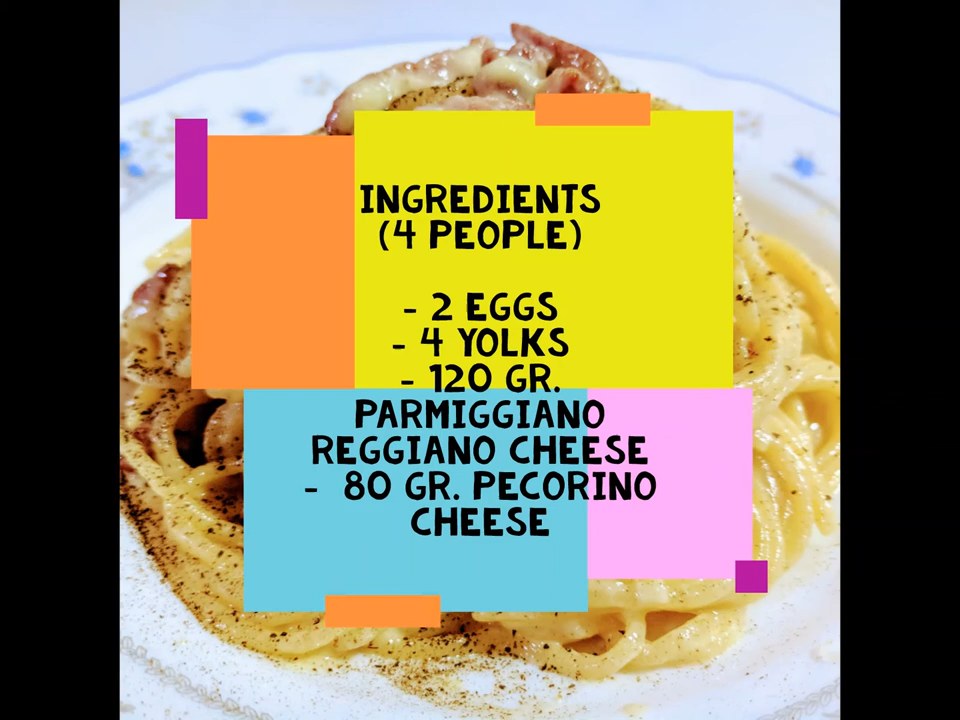 INGREDIENTS
(4 PEOPLE)
- 2 EGGS
- 4 YOLKS
- 120 GR.
PARMIGGIANO
REGGIANO CHEESE
- 80 GR. PECORINO
CHEESE